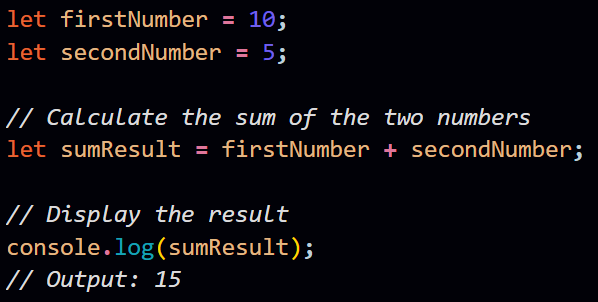 let firstNumber = 10;
let secondNumber = 5;

// Calculate the sum of the two numbers
let sumResult = firstNumber + secondNumber;

// Display the result
console.log(sumResult);
// Output: 15